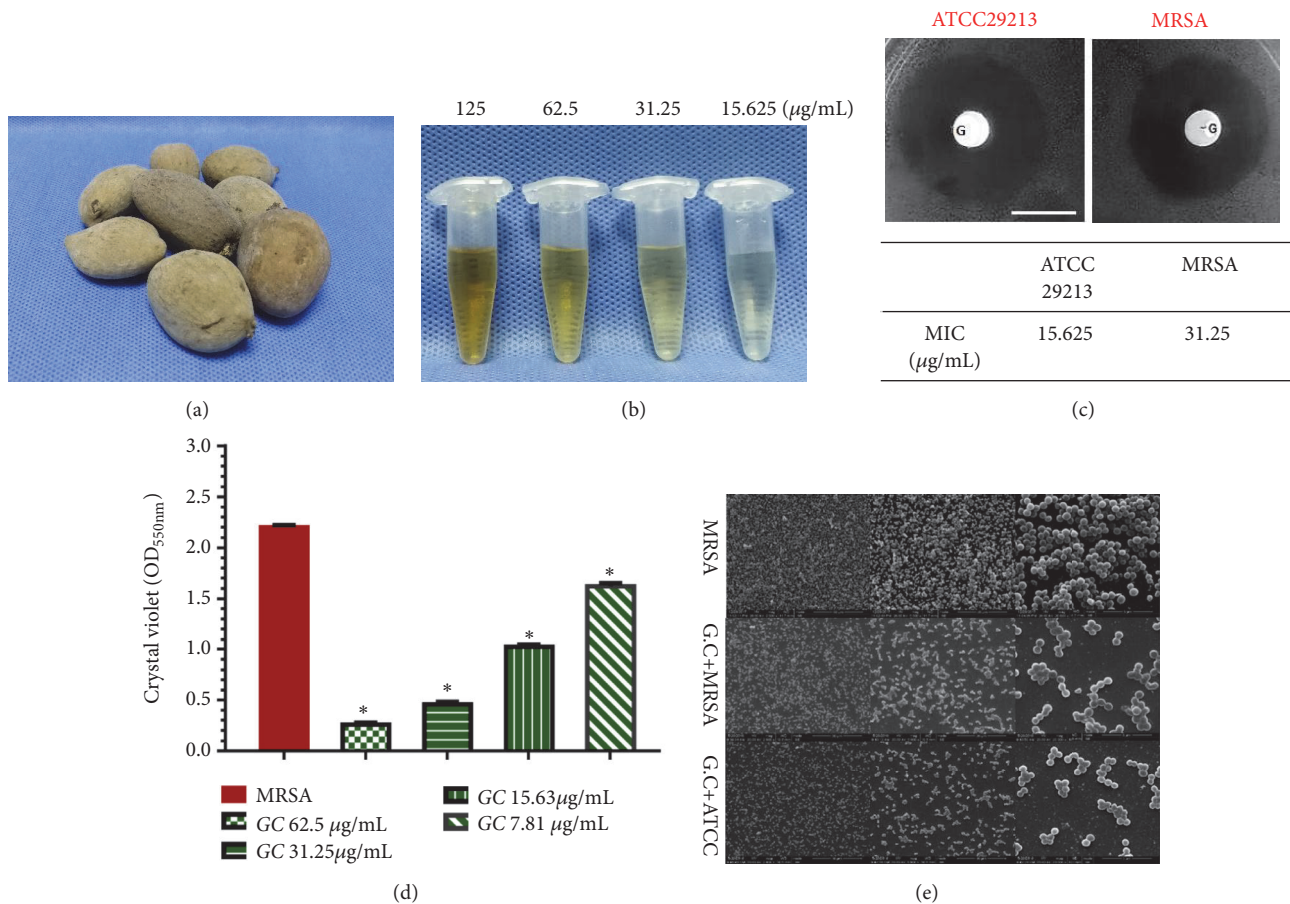 125 62.5 31.25 15.625 (μg/mL)
ATCC29213 MRSA
G G
ATCC
29213
MRSA
MIC
(μg/mL)
15.625 31.25
(a) (b) (c)
Crystal violet (OD550nm)
3.0
2.5
2.0
1.5
1.0
0.5
0.0
* * * *
MRSA
GC 62.5 μg/mL
GC 31.25μg/mL
GC 15.63μg/mL
GC 7.81 μg/mL
(d)
MRSA
G.C+MRSA
G.C+ATCC
(e)